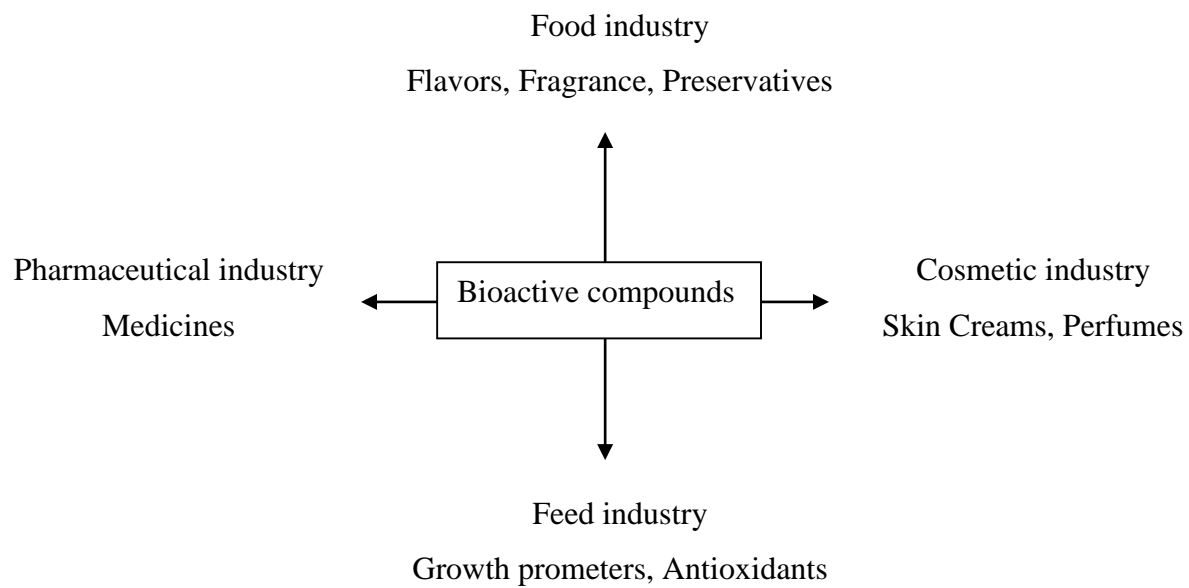 Food industry
Flavors, Fragrance, Preservatives
Pharmaceutical industry
Medicines
Bioactive compounds
Cosmetic industry
Skin Creams, Perfumes
Feed industry
Growth prometers, Antioxidants